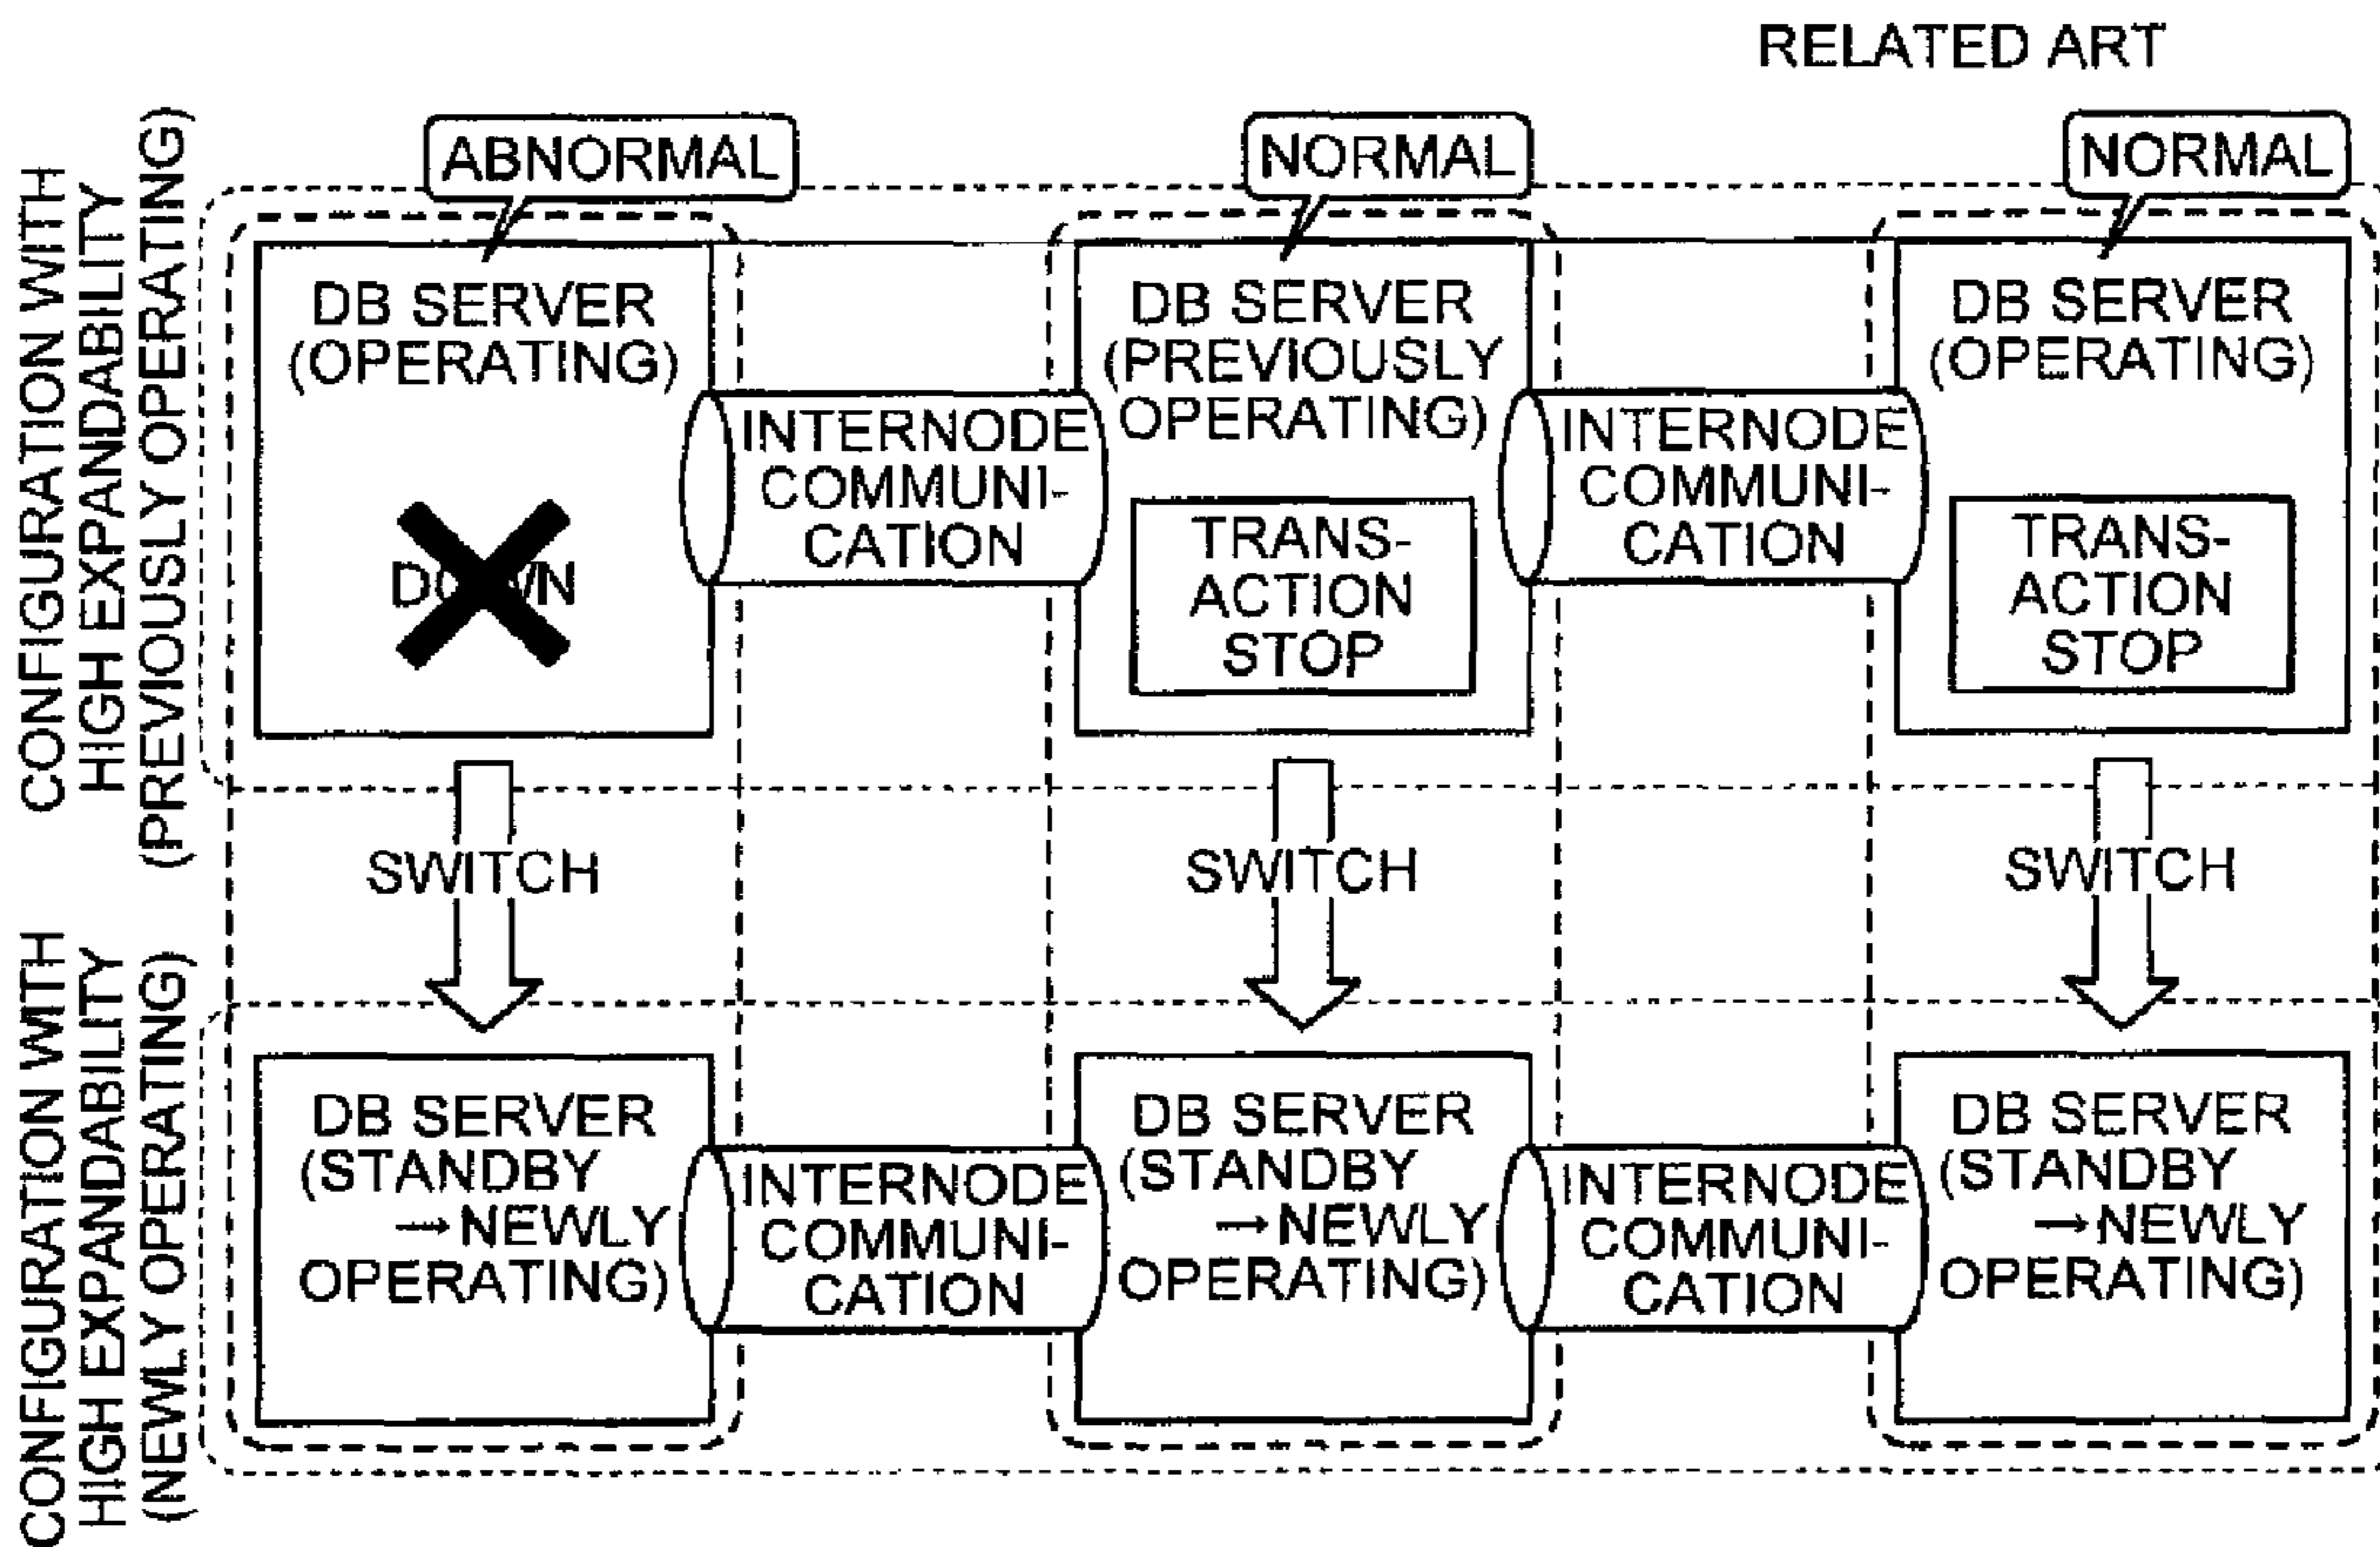 RELATED ART
CONFIGURATION WITH
HIGH EXPANDABILITY
(PREVIOUSLY OPERATING)
ABNORMAL
NORMAL
NORMAL
DB SERVER
(OPERATING)
DOWN
INTERNODE
COMMUNI-
CATION
DB SERVER
(PREVIOUSLY
OPERATING)
TRANS-
ACTION
STOP
INTERNODE
COMMUNI-
CATION
DB SERVER
(OPERATING)
TRANS-
ACTION
STOP
SWITCH
SWITCH
SWITCH
CONFIGURATION WITH
HIGH EXPANDABILITY
(NEWLY OPERATING)
DB SERVER
(STANDBY
→NEWLY
OPERATING)
INTERNODE
COMMUNI-
CATION
DB SERVER
(STANDBY
→NEWLY
OPERATING)
INTERNODE
COMMUNI-
CATION
DB SERVER
(STANDBY
→NEWLY
OPERATING)